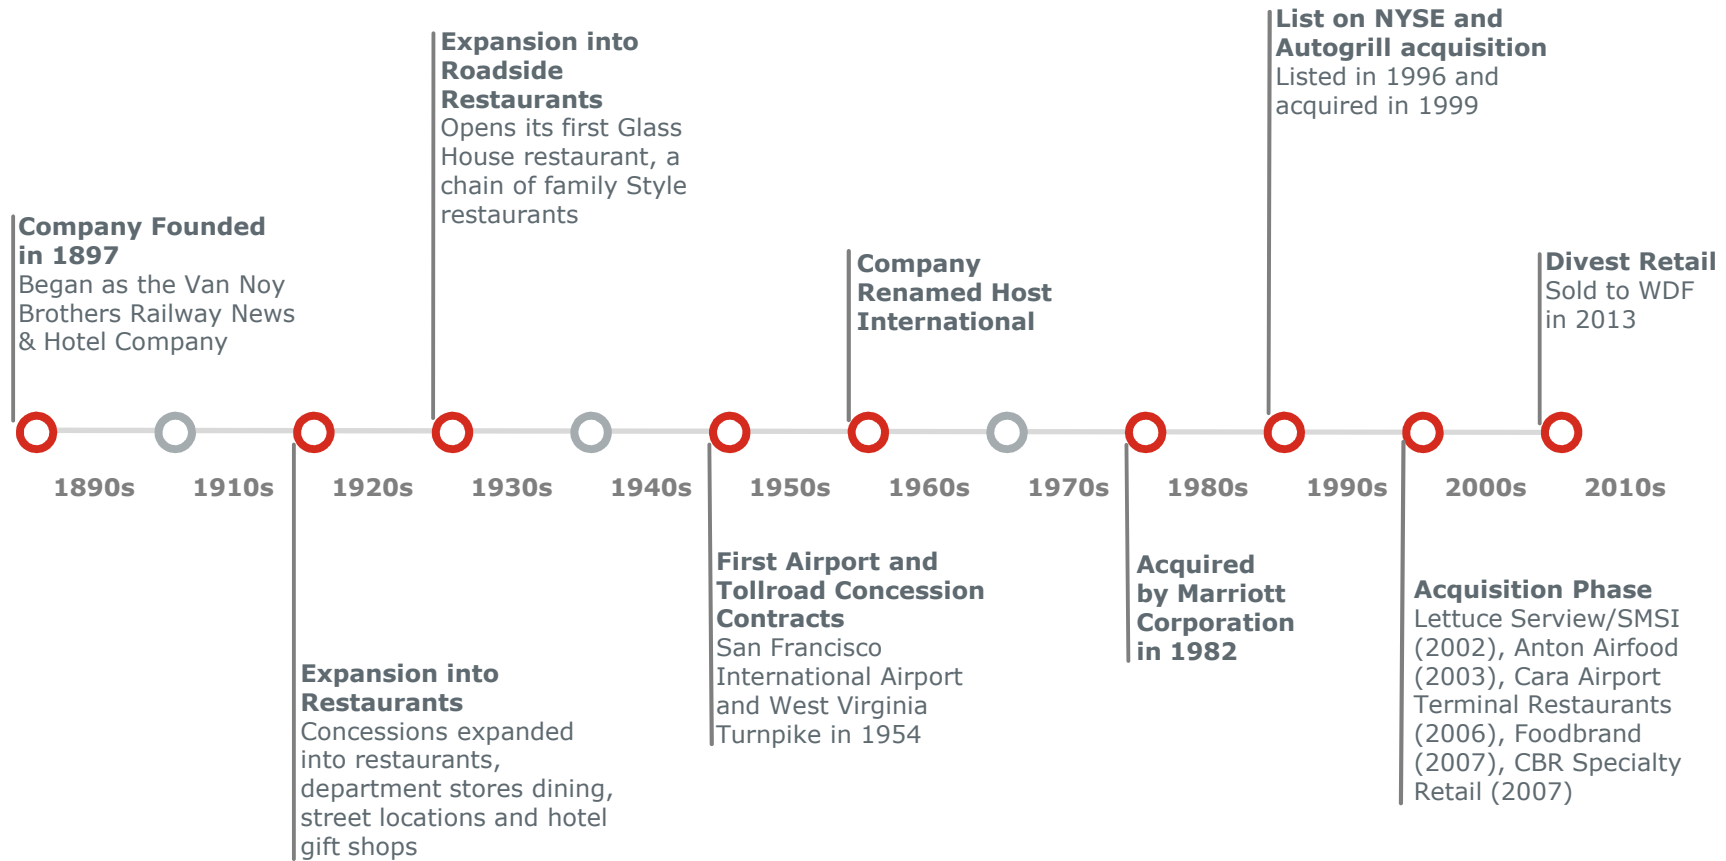 Company Founded
in 1897
Began as the Van Noy
Brothers Railway News
& Hotel Company
Expansion into
Roadside
Restaurants
Opens its first Glass
House restaurant, a
chain of family Style
restaurants
Company
Renamed Host
International
List on NYSE and
Autogrill acquisition
Listed in 1996 and
acquired in 1999
Divest Retail
Sold to WDF
in 2013
1890s
1910s
1920s
1930s
1940s
1950s
1960s
1970s
1980s
1990s
2000s
2010s
Expansion into
Restaurants
Concessions expanded
into restaurants,
department stores dining,
street locations and hotel
gift shops
First Airport and
Tollroad Concession
Contracts
San Francisco
International Airport
and West Virginia
Turnpike in 1954
Acquired
by Marriott
Corporation
in 1982
Acquisition Phase
Lettuce Serview/SMSI
(2002), Anton Airfood
(2003), Cara Airport
Terminal Restaurants
(2006), Foodbrand
(2007), CBR Specialty
Retail (2007)